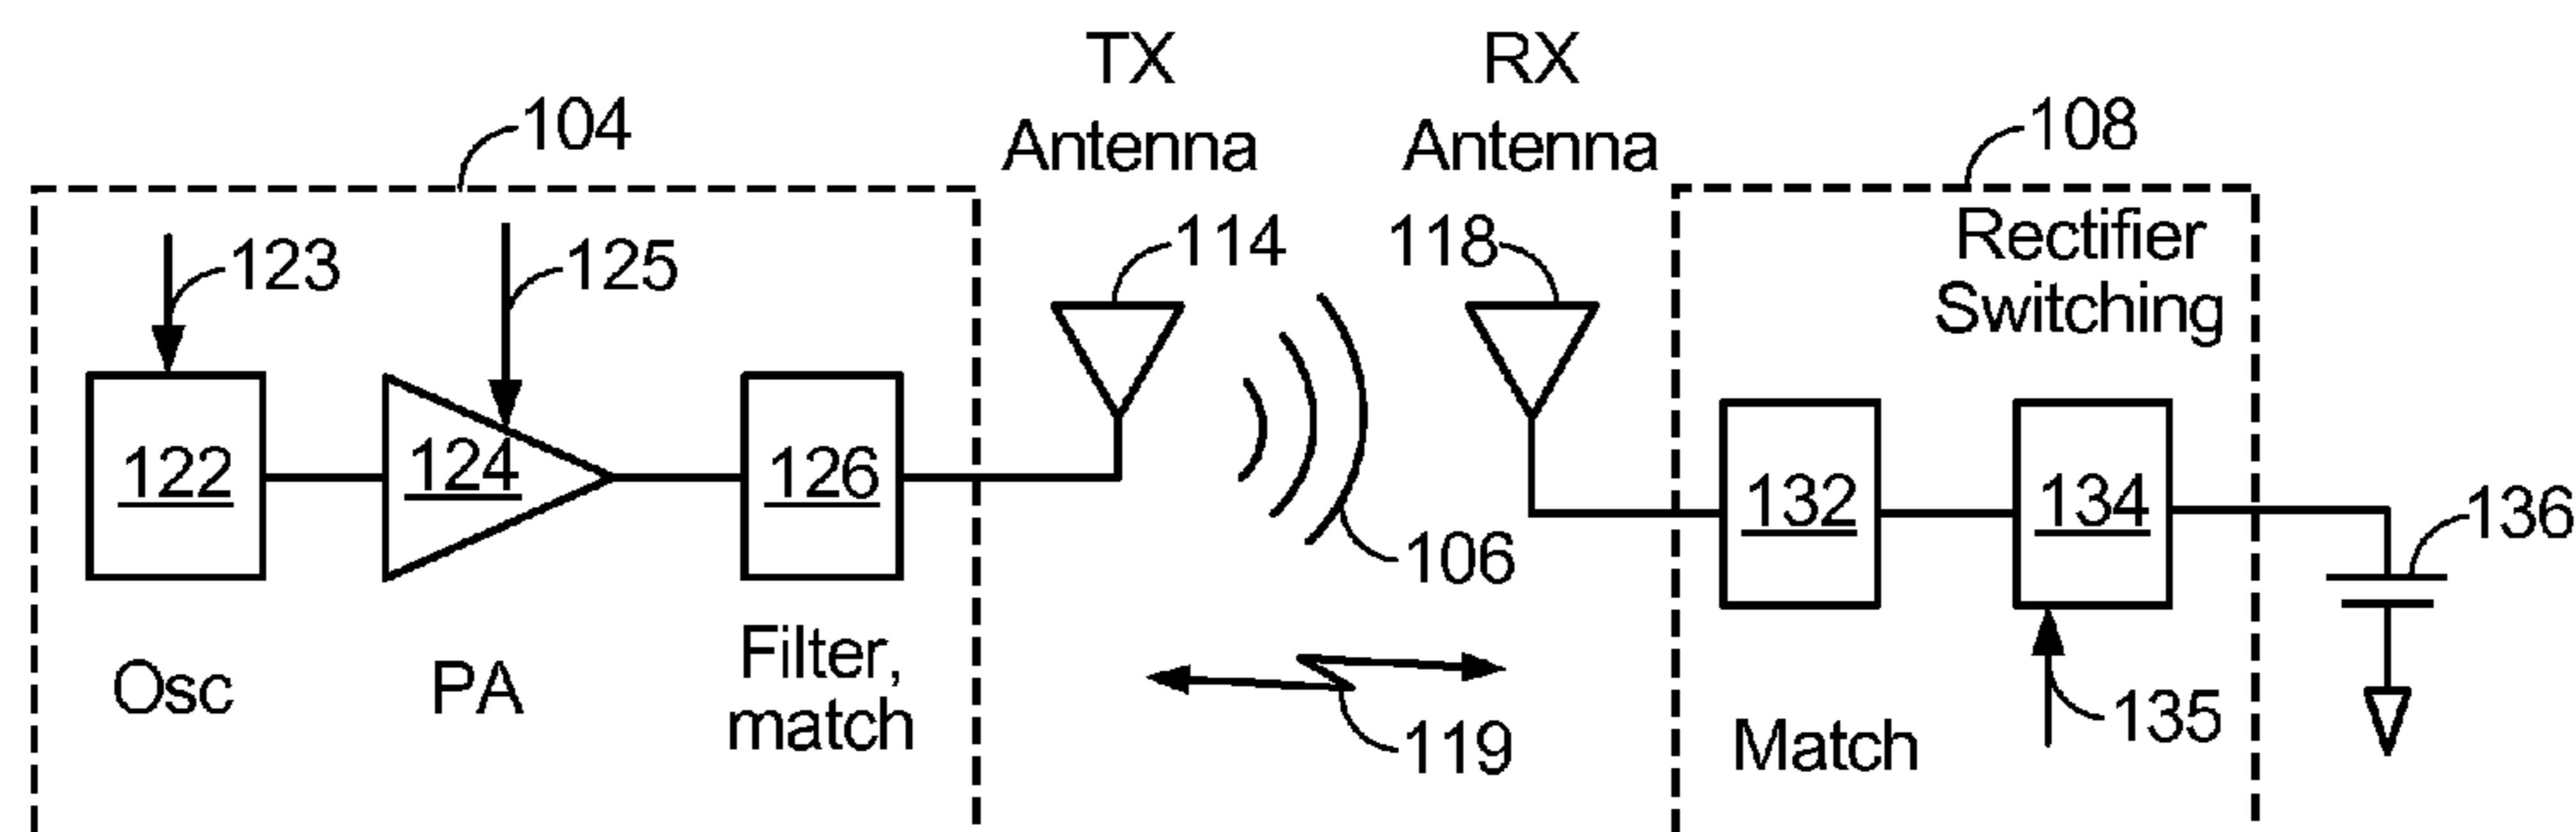 TX
Antenna
RX
Antenna
104
108
Rectifier
Switching
123
125
114
118
122
124
126
106
132
134
136
Osc
PA
Filter,
match
119
Match
135